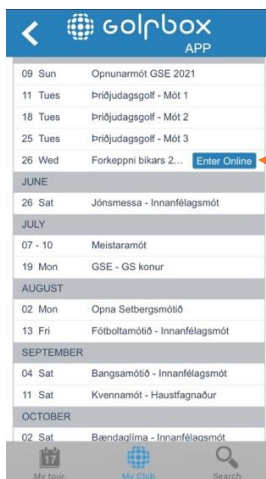 GOLFBOX
APP
09 Sun Opnunarmót GSE 2021
11 Tues Þriðjudagsgolf - Mót 1
18 Tues Þriðjudagsgolf - Mót 2
25 Tues Þriðjudagsgolf - Mót 3
26 Wed Forkeppni bikars 2... Enter Online
JUNE
26 Sat Jónsmessa - Innanfélagsmót
JULY
07 - 10 Meistaramót
19 Mon GSE - GS konur
AUGUST
02 Mon Opna Setbergsmótið
13 Fri Fótboltamótið - Innanfélagsmót
SEPTEMBER
04 Sat Bangsamótið - Innanfélagsmót
11 Sat Kvennamót - Haustfagnaður
OCTOBER
02 Sat Bændaglíma - Innanfélagsmót
17
My tour My Club Search